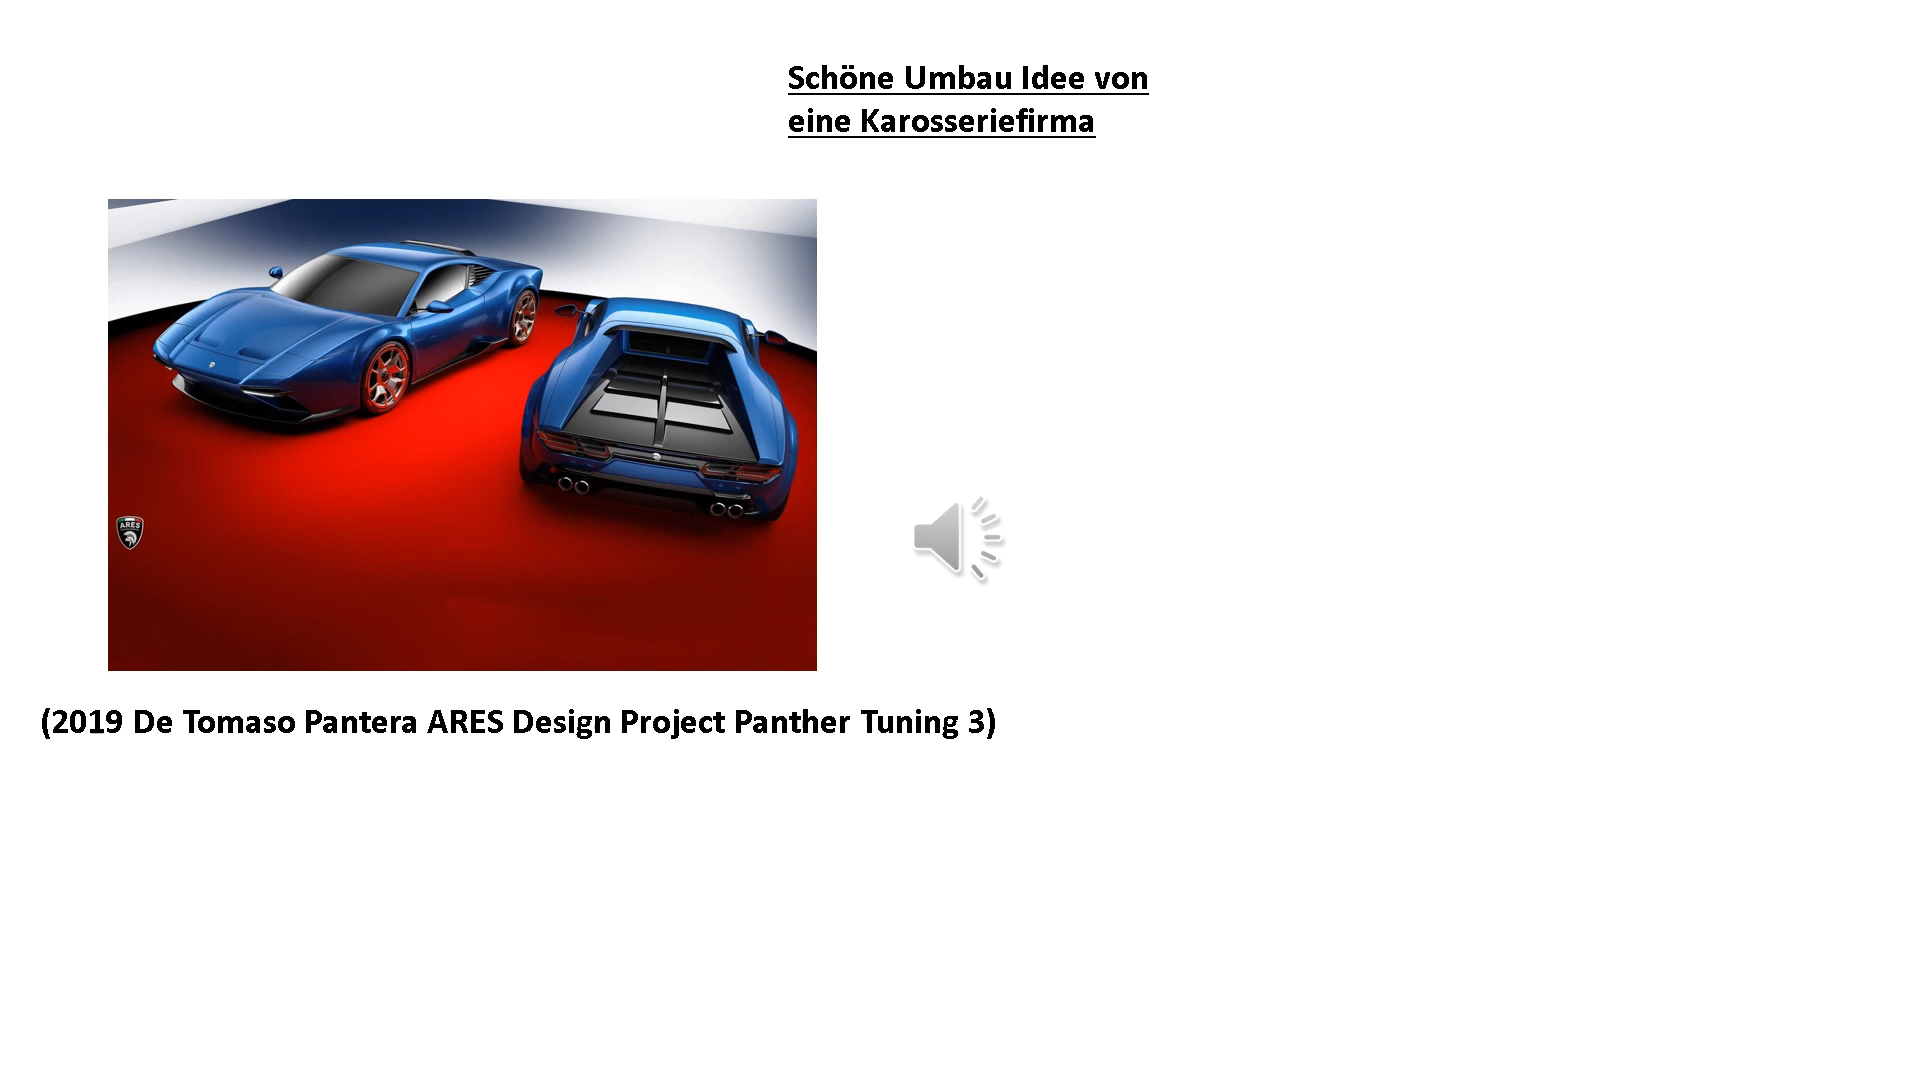 Schöne Umbau Idee von
eine Karosseriefirma
ARES
(2019 De Tomaso Pantera ARES Design Project Panther Tuning 3)